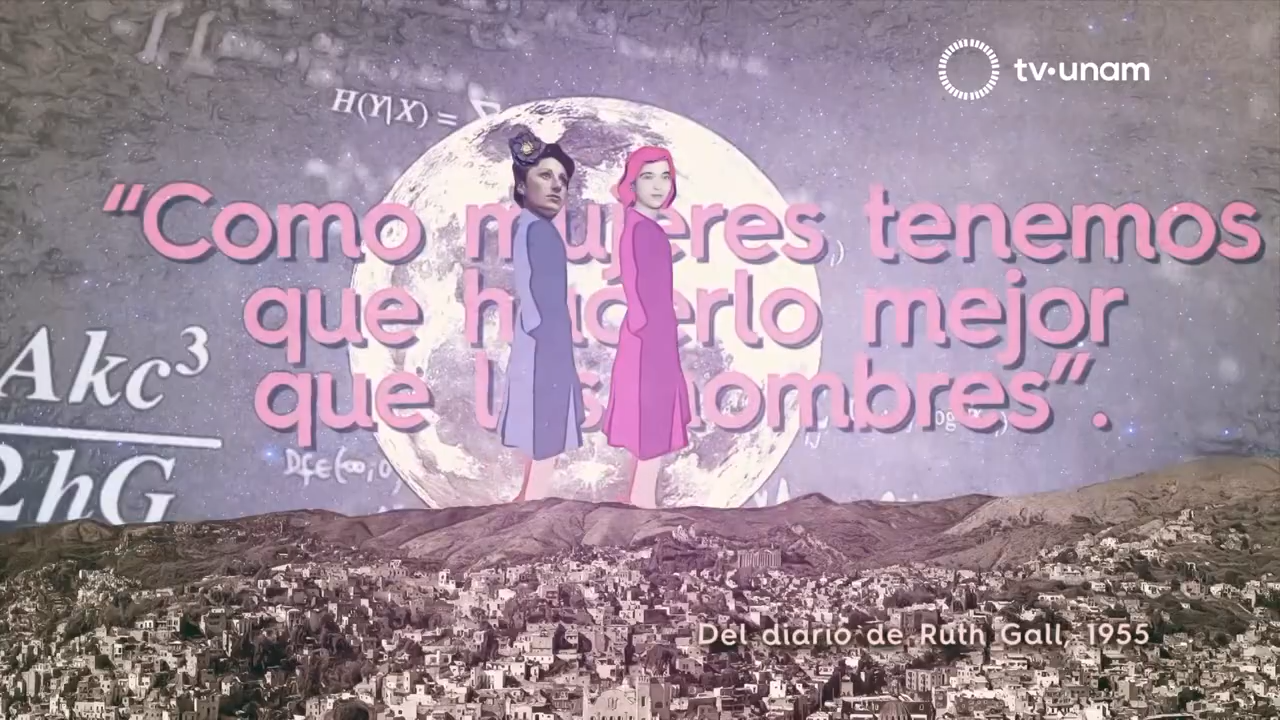 tv·unam
H(Y|X) =
“Como mujeres tenemos
que hacerlo mejor
que los hombres”.
Akc³
2hG
Del diario de Ruth Gall, 1955